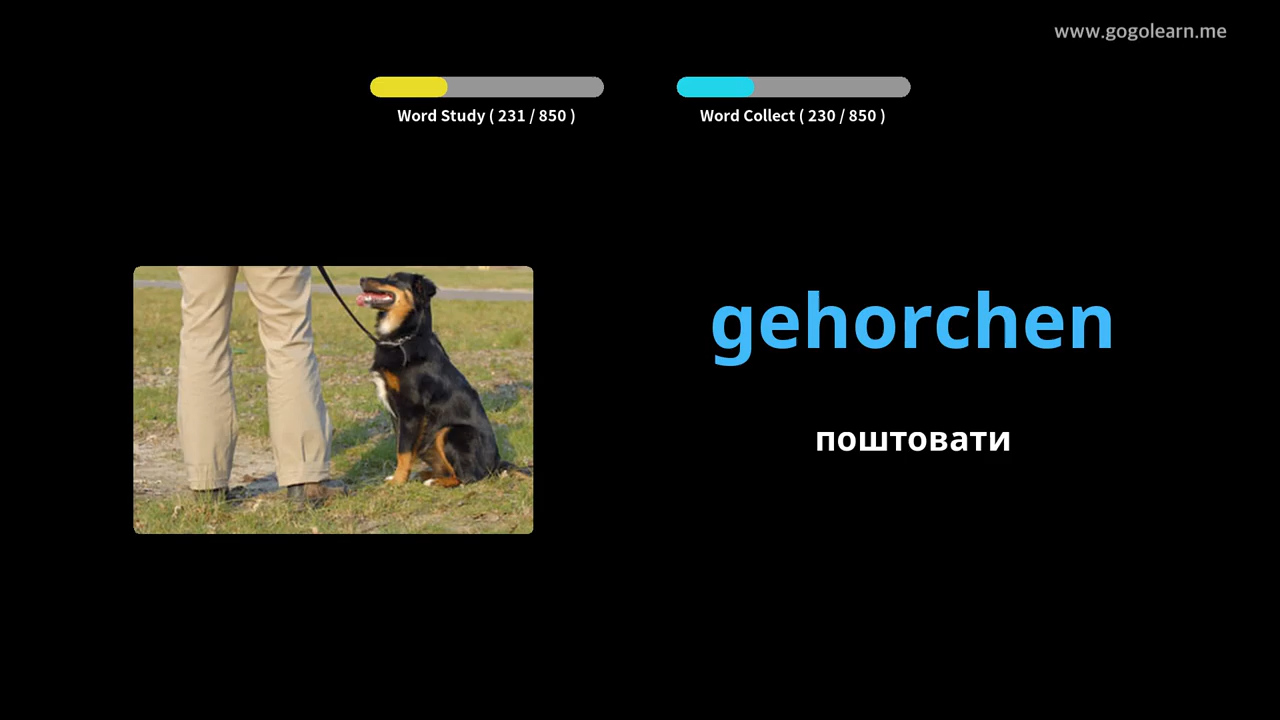 www.gogolearn.me
Word Study ( 231 / 850 )
Word Collect ( 230 / 850 )
gehorchen
поштовати